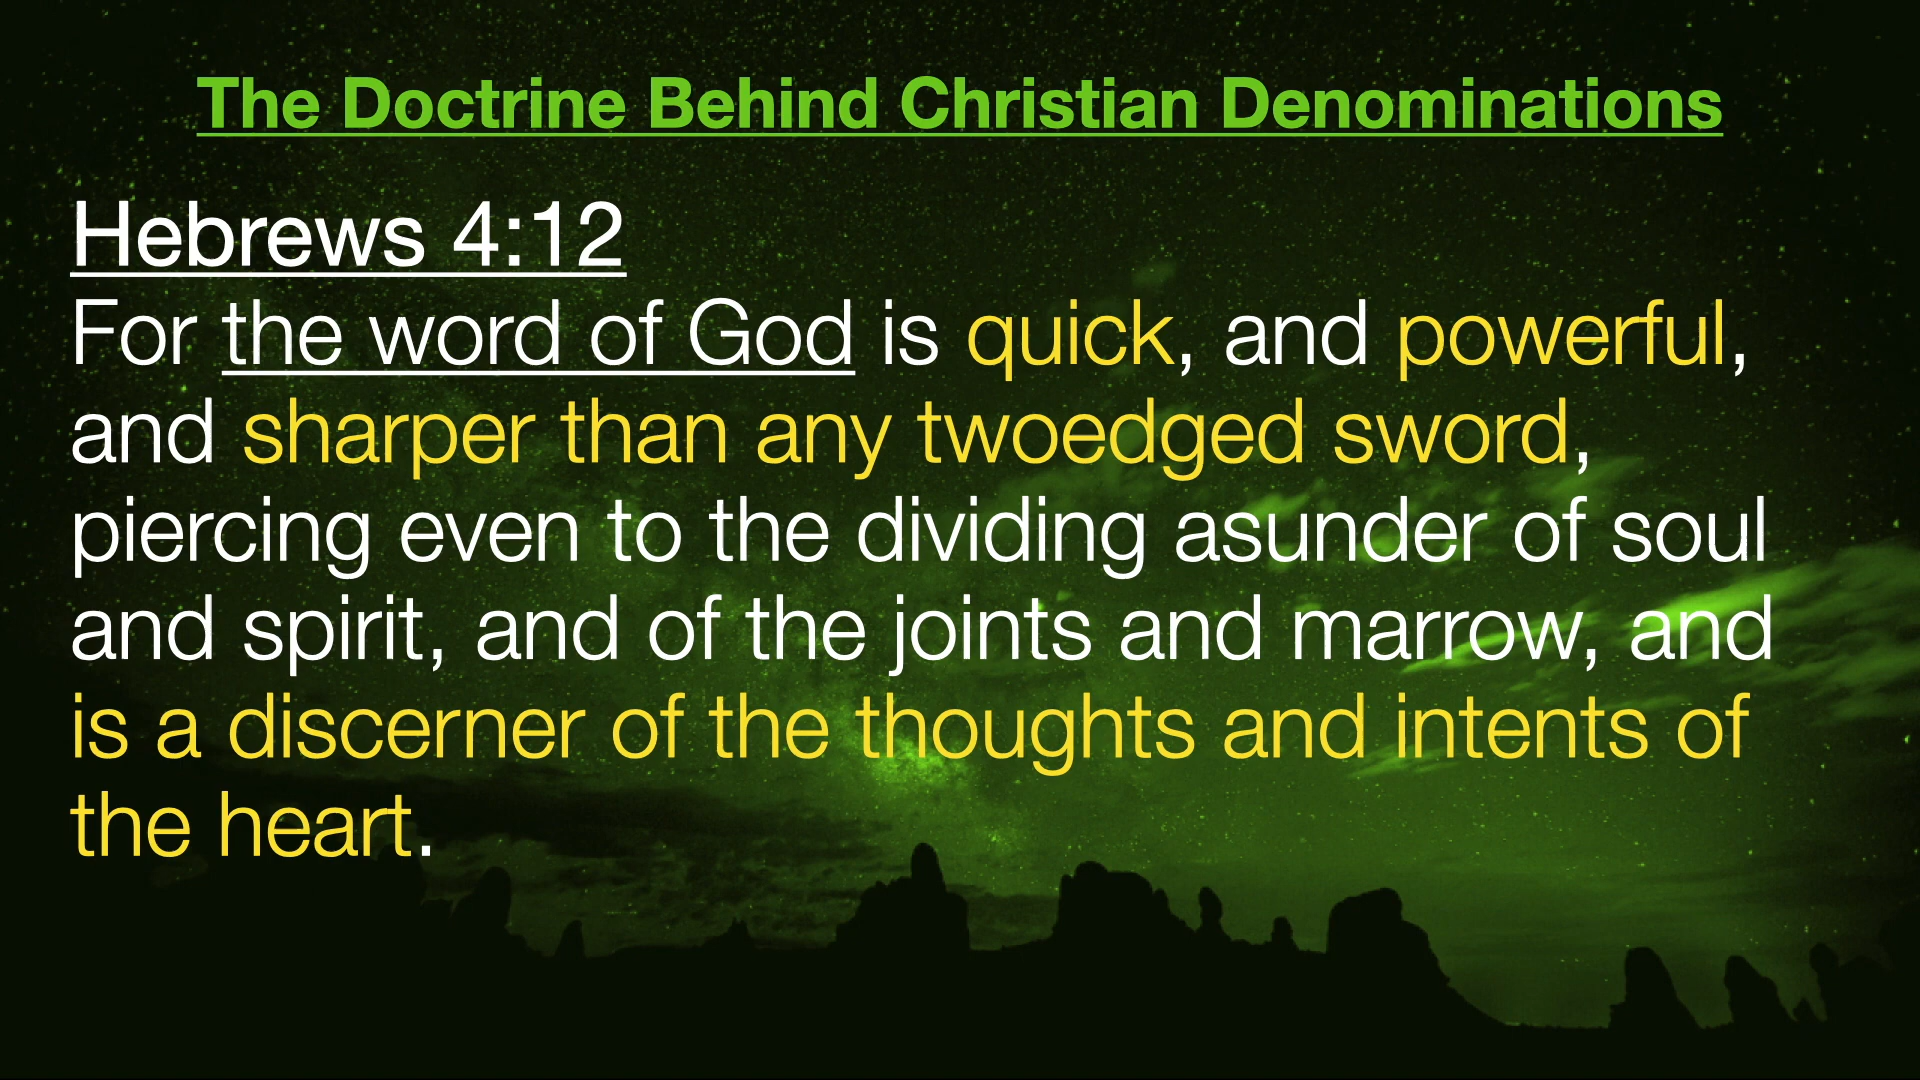 The Doctrine Behind Christian Denominations
Hebrews 4:12
For the word of God is quick, and powerful,
and sharper than any twoedged sword,
piercing even to the dividing asunder of soul
and spirit, and of the joints and marrow, and
is a discerner of the thoughts and intents of
the heart.